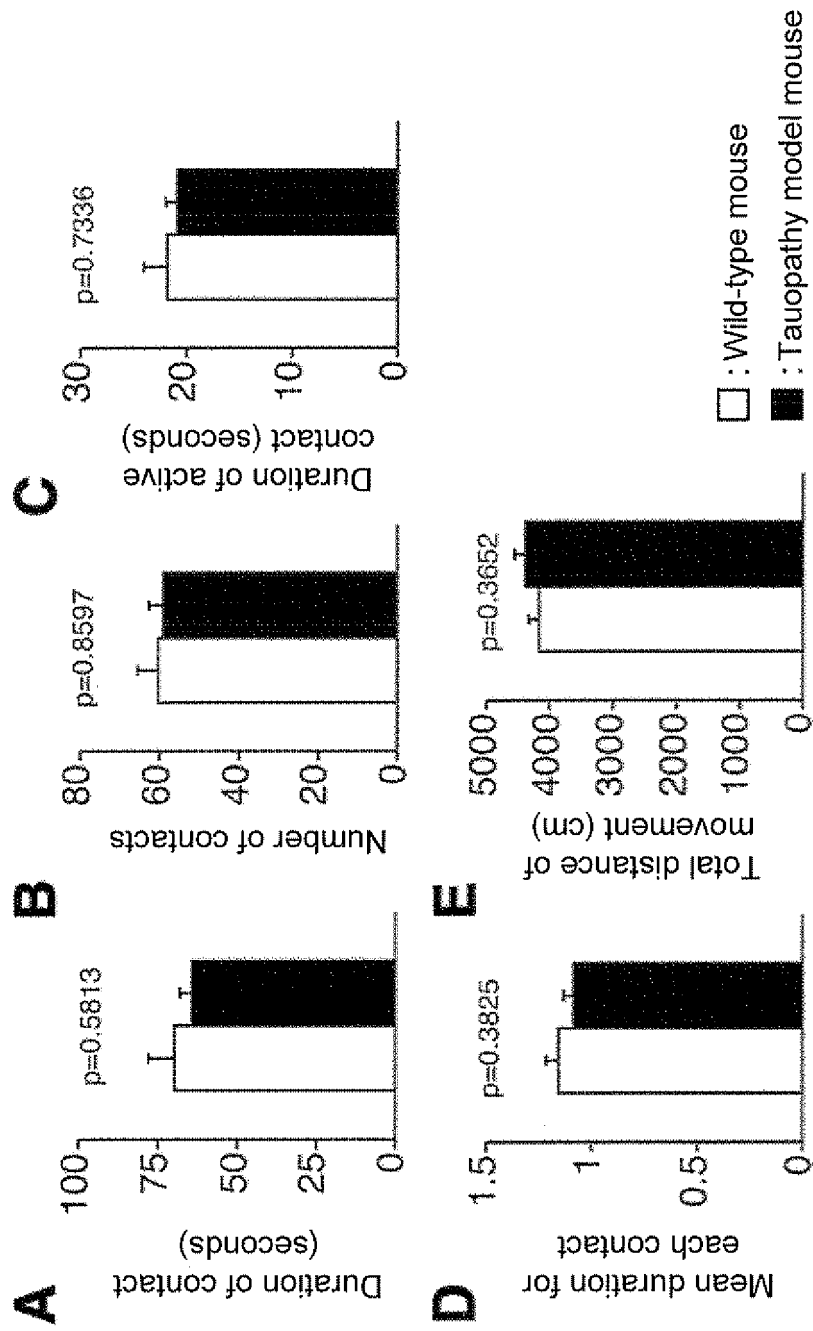 A
Duration of contact
(seconds)
100
75
50
25
0
p=0.5813
B
Number of contacts
80
60
40
20
0
p=0.8597
C
Duration of active
contact (seconds)
30
20
10
0
p=0.7336
D
Mean duration for
each contact
1.5
1
0.5
0
p=0.3825
E
Total distance of
movement (cm)
5000
4000
3000
2000
1000
0
p=0.3652
: Wild-type mouse
: Tauopathy model mouse